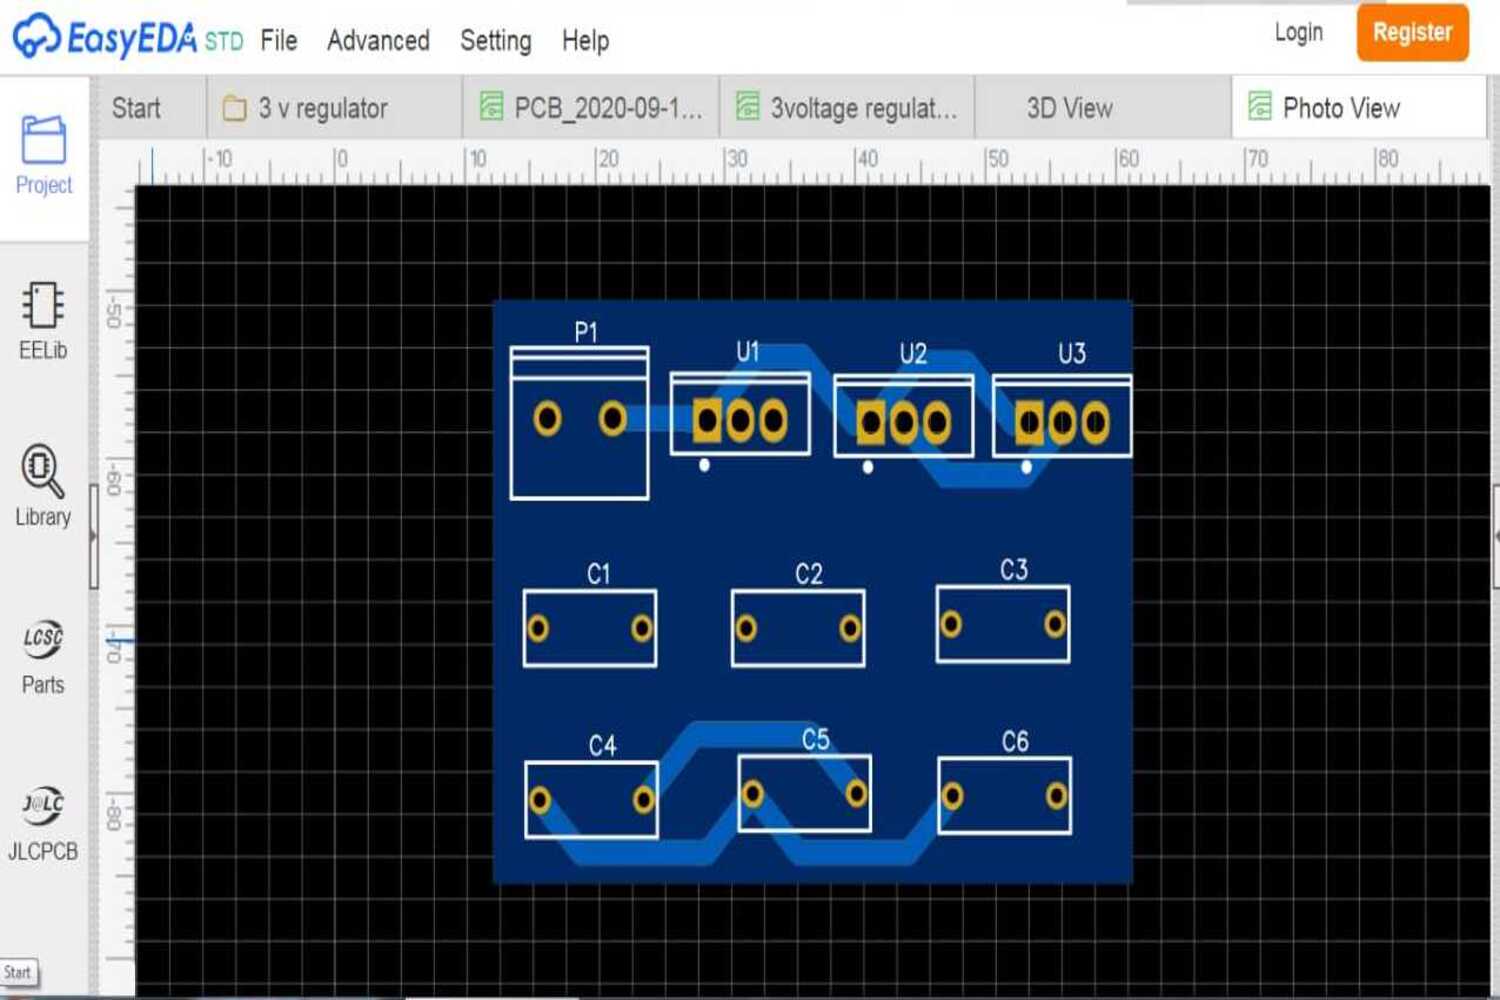 EasyEDA STD File Advanced Setting Help Login Register
Start 3 v regulator PCB_2020-09-1... 3voltage regulat... 3D View Photo View
-10 0 10 20 30 40 50 60 70 80
Project
EELib
Library
LCSC
Parts
J@LC
JLCPCB
Start
-50
-60
-70
-80
P1
U1 U2 U3
C1 C2 C3
C4 C5 C6